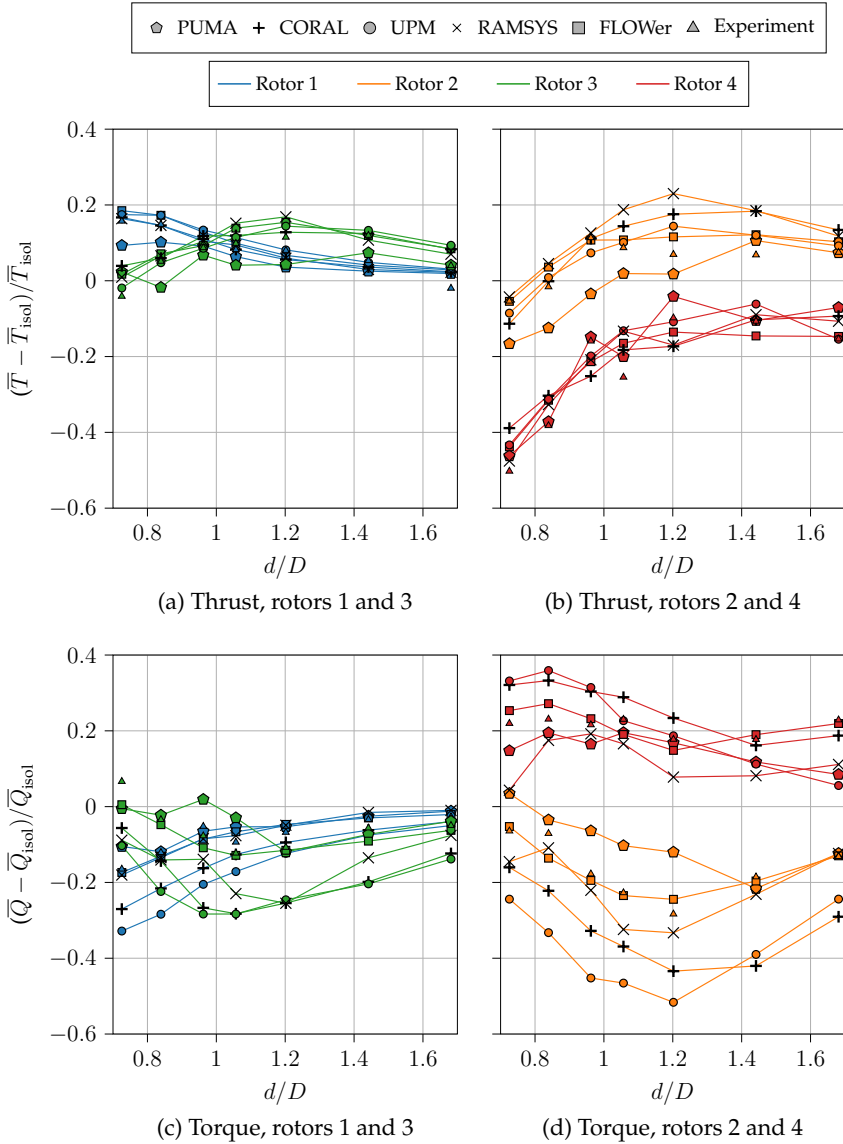 PUMA CORAL UPM RAMSYS FLOWer Experiment
Rotor 1 Rotor 2 Rotor 3 Rotor 4
0.4
0.2
0
−0.2
−0.4
−0.6
(T̅ − T̅isol)/T̅isol
0.8 1 1.2 1.4 1.6
d/D
(a) Thrust, rotors 1 and 3
0.8 1 1.2 1.4 1.6
d/D
(b) Thrust, rotors 2 and 4
0.4
0.2
0
−0.2
−0.4
−0.6
(Q̅ − Q̅isol)/Q̅isol
0.8 1 1.2 1.4 1.6
d/D
(c) Torque, rotors 1 and 3
0.8 1 1.2 1.4 1.6
d/D
(d) Torque, rotors 2 and 4